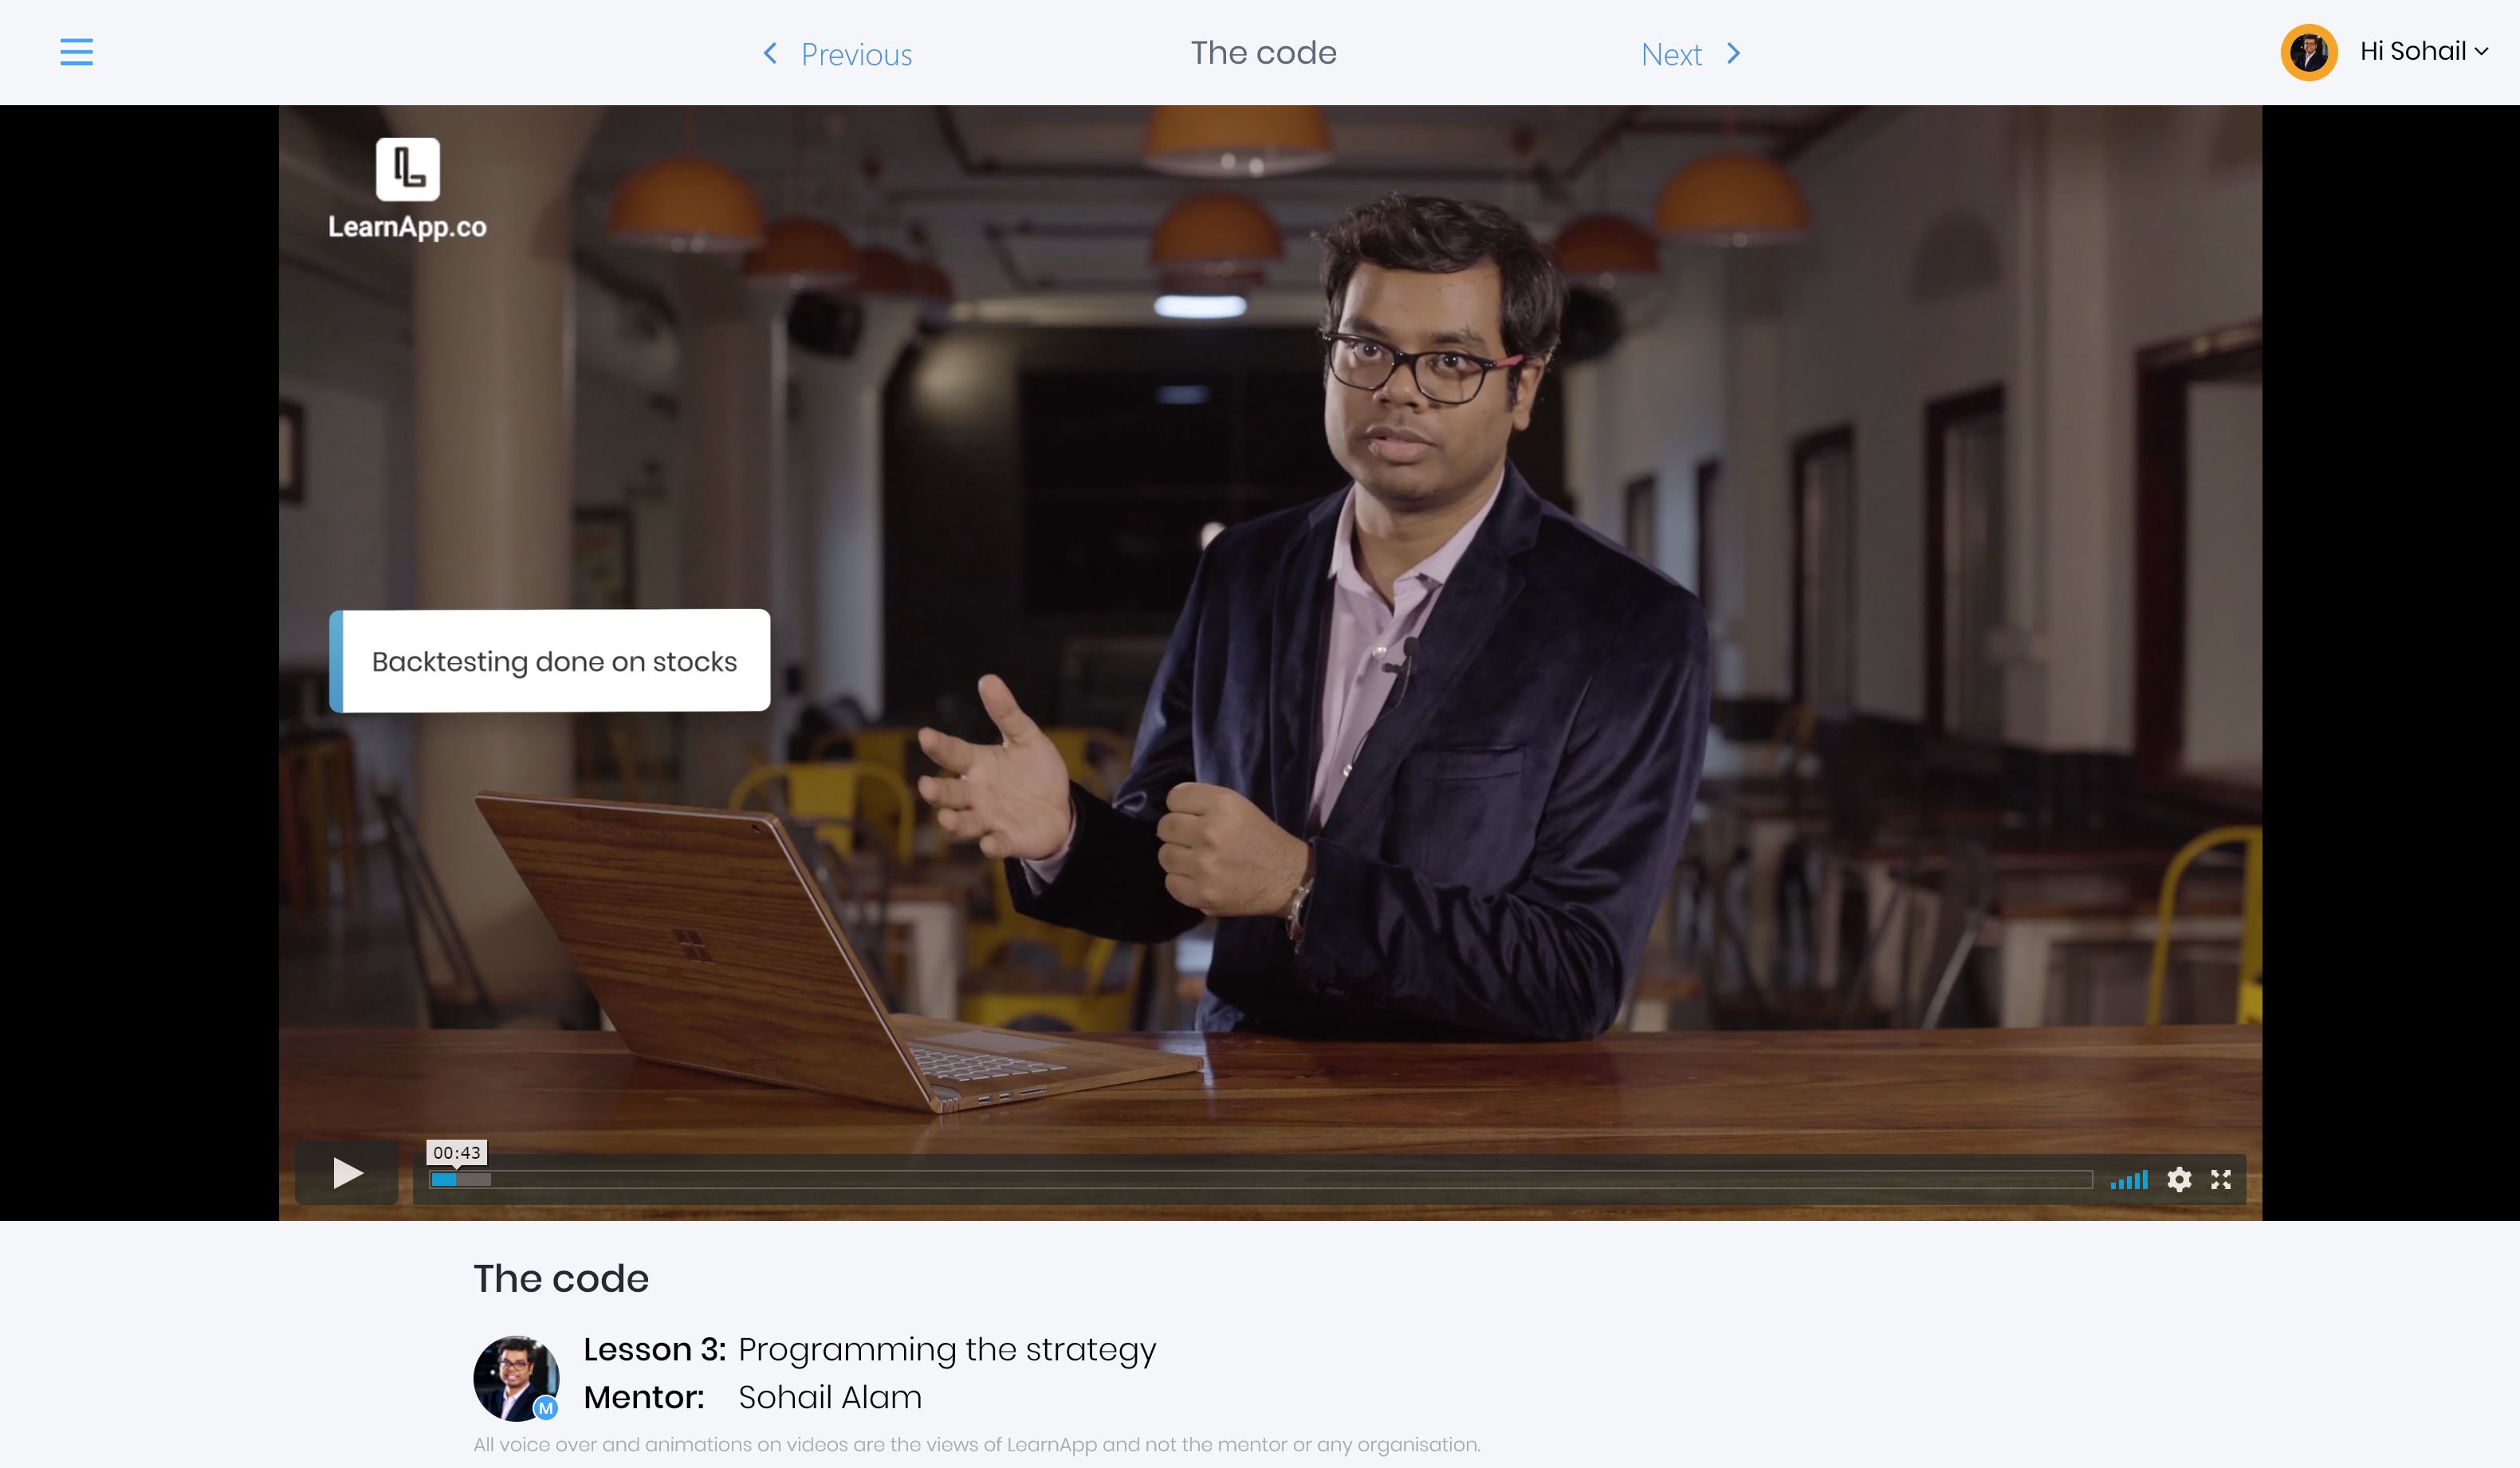 Previous
The code
Next
Hi Sohail
LearnApp.co
Backtesting done on stocks
00:43
The code
Lesson 3: Programming the strategy
M
Mentor: Sohail Alam
All voice over and animations on videos are the views of LearnApp and not the mentor or any organisation.